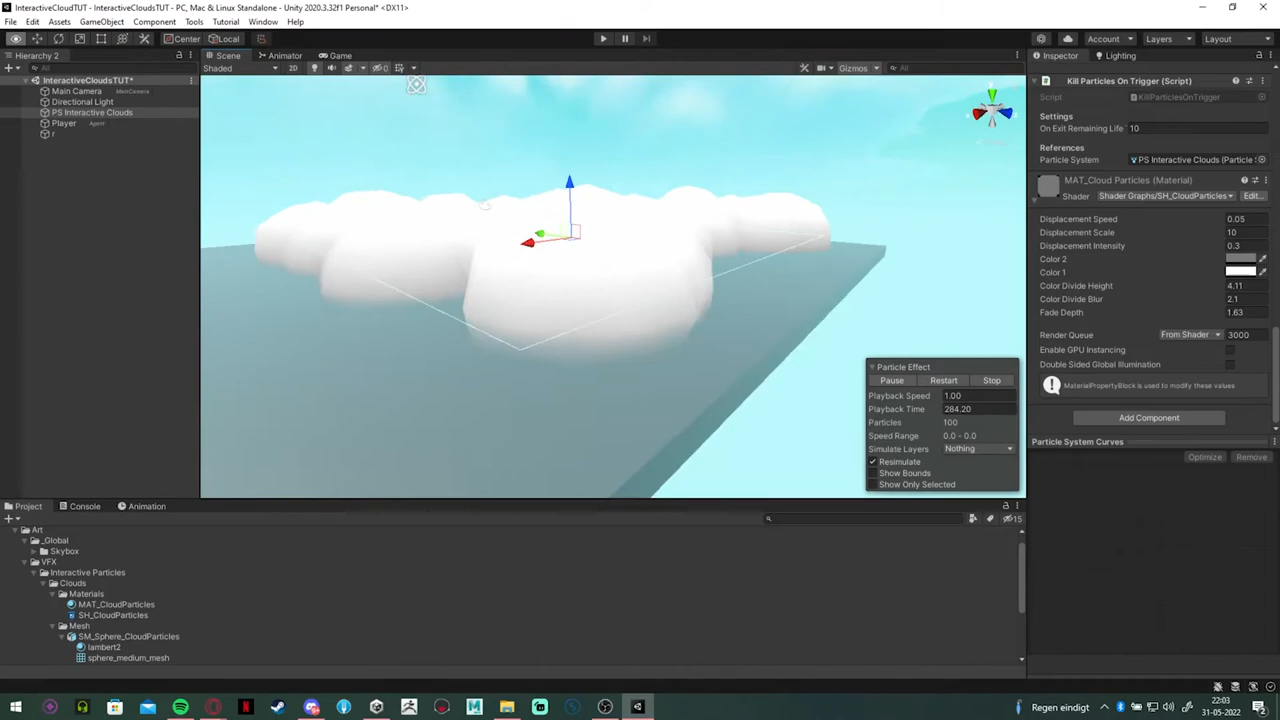 InteractiveCloudTUT - InteractiveCloudsTUT - PC, Mac & Linux Standalone - Unity 2020.3.32f1 Personal* <DX11>
File Edit Assets GameObject Component Tools Tutorial Window Help
Center Local Account Layers Layout
Hierarchy 2
All
InteractiveCloudsTUT*
Main Camera MainCamera
Directional Light
PS Interactive Clouds
Player Agent
r
Scene Animator Game
Shaded 2D 0 Gizmos All
Particle Effect
Pause Restart Stop
Playback Speed 1.00
Playback Time 284.20
Particles 100
Speed Range 0.0 - 0.0
Simulate Layers Nothing
Resimulate
Show Bounds
Show Only Selected
Inspector Lighting
Kill Particles On Trigger (Script)
Script KillParticlesOnTrigger
Settings
On Exit Remaining Life 10
References
Particle System PS Interactive Clouds (Particle S
MAT_Cloud Particles (Material)
Shader Shader Graphs/SH_CloudParticles Edit...
Displacement Speed 0.05
Displacement Scale 10
Displacement Intensity 0.3
Color 2
Color 1
Color Divide Height 4.11
Color Divide Blur 2.1
Fade Depth 1.63
Render Queue From Shader 3000
Enable GPU Instancing
Double Sided Global Illumination
MaterialPropertyBlock is used to modify these values
Add Component
Particle System Curves
Optimize Remove
Project Console Animation
15
Art
_Global
Skybox
VFX
Interactive Particles
Clouds
Materials
MAT_CloudParticles
SH_CloudParticles
Mesh
SM_Sphere_CloudParticles
lambert2
sphere_medium_mesh
Regen eindigt
22:03
31-05-2022
2